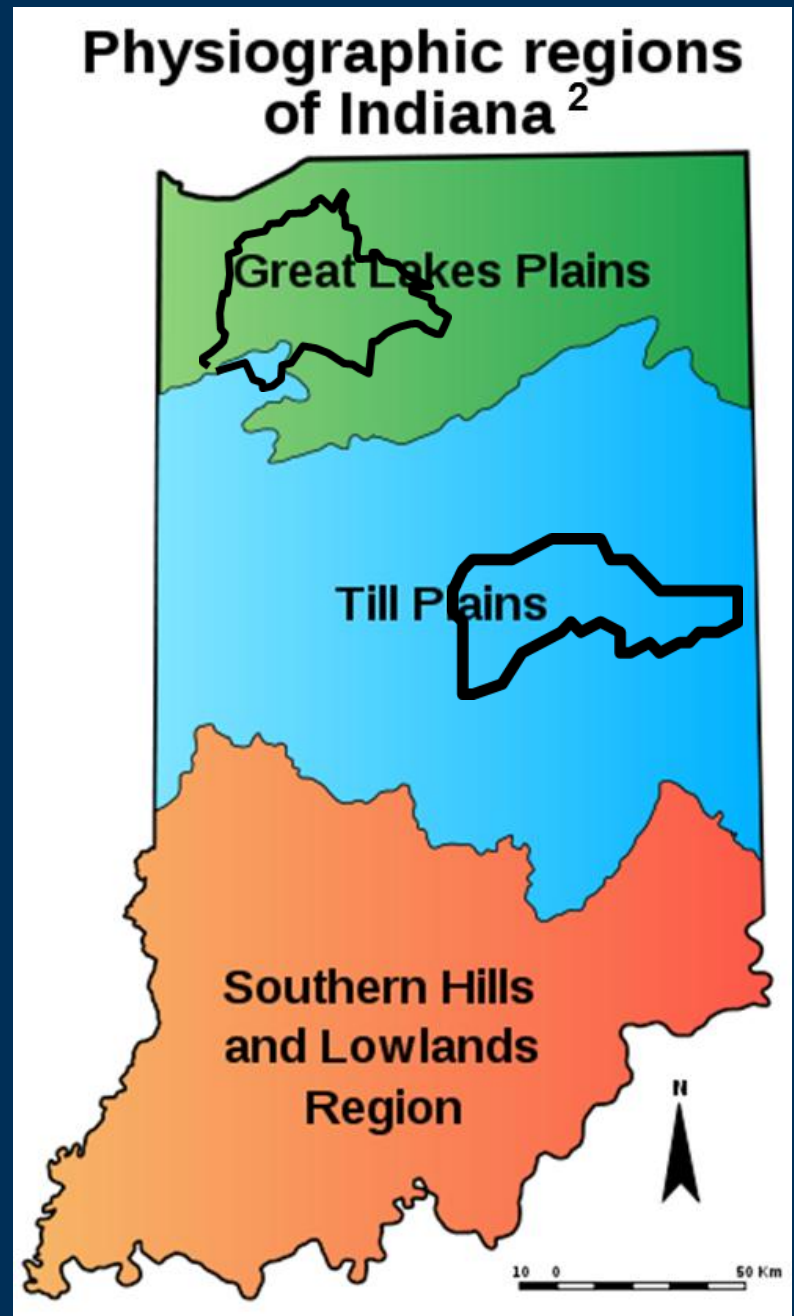 Physiographic regions
of Indiana 2
Great Lakes Plains
Till Plains
Southern Hills
and Lowlands
Region
N
10 0 50 Km